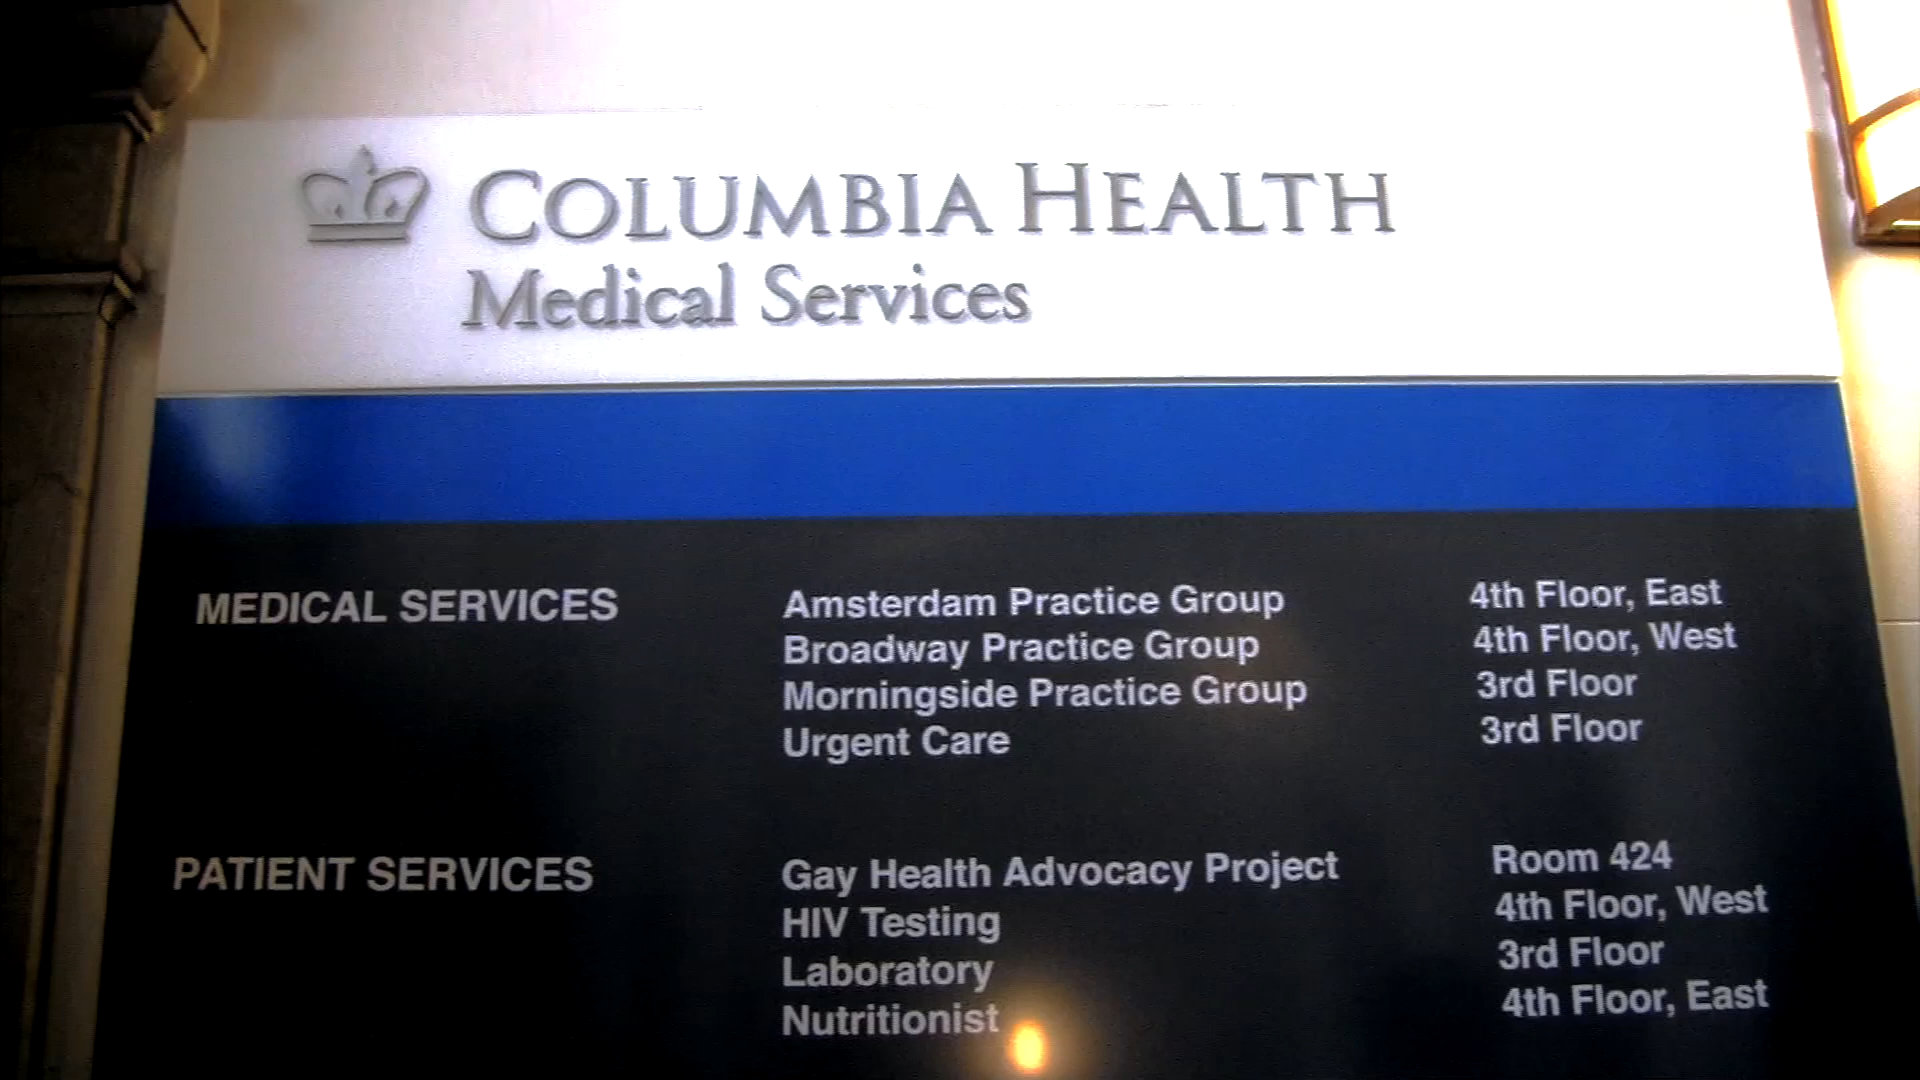 COLUMBIA HEALTH
Medical Services
MEDICAL SERVICES Amsterdam Practice Group 4th Floor, East
Broadway Practice Group 4th Floor, West
Morningside Practice Group 3rd Floor
Urgent Care 3rd Floor
PATIENT SERVICES Gay Health Advocacy Project Room 424
HIV Testing 4th Floor, West
Laboratory 3rd Floor
Nutritionist 4th Floor, East